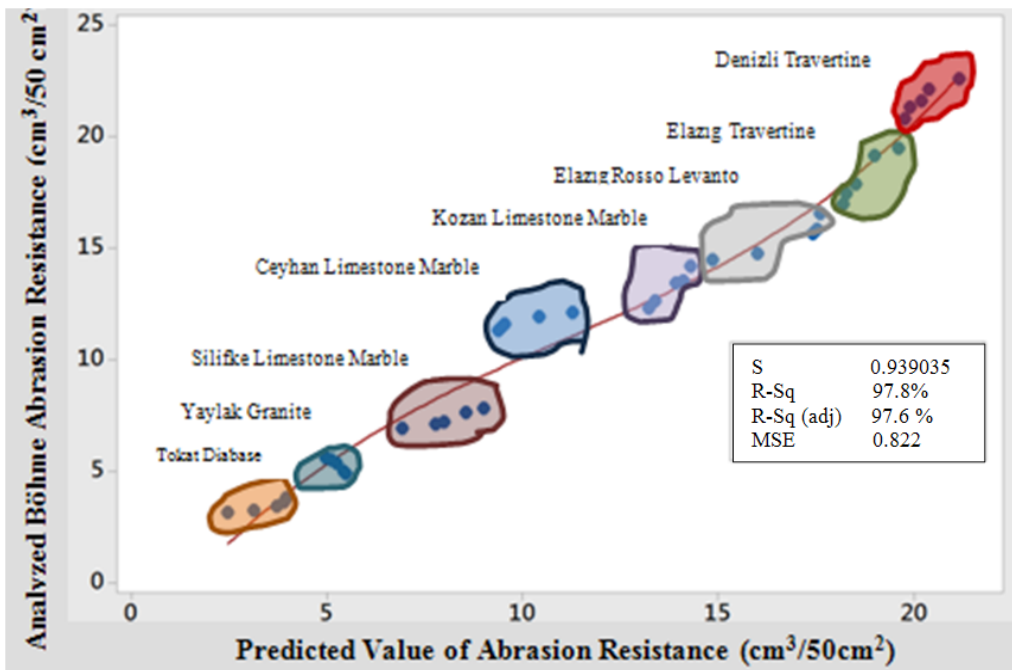 Analyzed Böhme Abrasion Resistance (cm³/50 cm²)
25
20
15
10
5
0
Denizli Travertine
Elazıg Travertine
Elazıg Rosso Levanto
Kozan Limestone Marble
Ceyhan Limestone Marble
Silifke Limestone Marble
Yaylak Granite
Tokat Diabase
S 0.939035
R-Sq 97.8%
R-Sq (adj) 97.6 %
MSE 0.822
0 5 10 15 20
Predicted Value of Abrasion Resistance (cm³/50cm²)